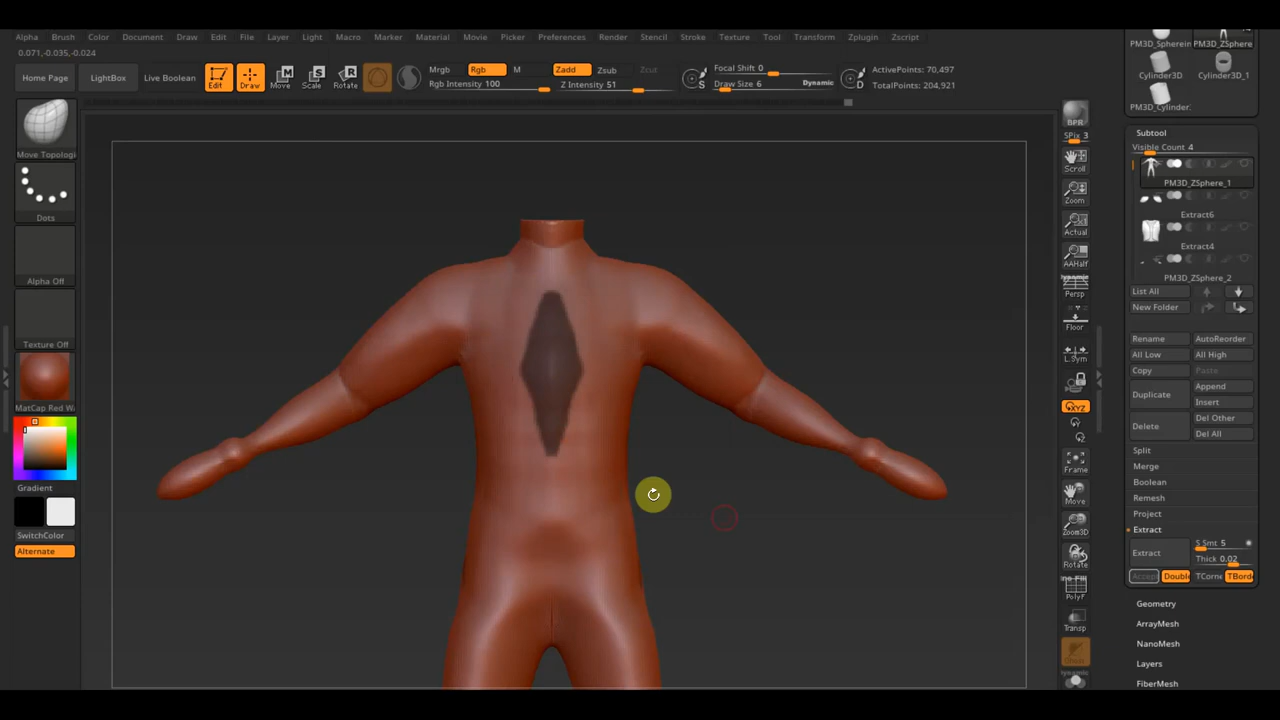 Alpha Brush Color Document Draw Edit File Layer Light Macro Marker Material Movie Picker Preferences Render Stencil Stroke Texture Tool Transform Zplugin Zscript
0.071,-0.035,-0.024
Home Page LightBox Live Boolean Edit Draw Move Scale Rotate
Mrgb Rgb M Zadd Zsub Zcut
Rgb Intensity 100 Z Intensity 51
Focal Shift 0
Draw Size 6 Dynamic
ActivePoints: 70,497
TotalPoints: 204,921
Move Topologi
Dots
Alpha Off
Texture Off
MatCap Red Wa
Gradient
SwitchColor
Alternate
BPR
SPix 3
Scroll
Zoom
Actual
AAHalf
Dynamic
Persp
Floor
L.Sym
XYZ
Frame
Move
Zoom3D
Rotate
PolyF
Transp
PM3D_Spherein PM3D_ZSphere
Cylinder3D Cylinder3D_1
PM3D_Cylinder
Subtool
Visible Count 4
PM3D_ZSphere_1
Extract6
Extract4
PM3D_ZSphere_2
List All
New Folder
Rename AutoReorder
All Low All High
Copy Paste
Duplicate Append
Insert
Delete Del Other
Del All
Split
Merge
Boolean
Remesh
Project
Extract
Extract S Smt 5
Thick 0.02
Accept Double TCorne TBorde
Geometry
ArrayMesh
NanoMesh
Layers
FiberMesh